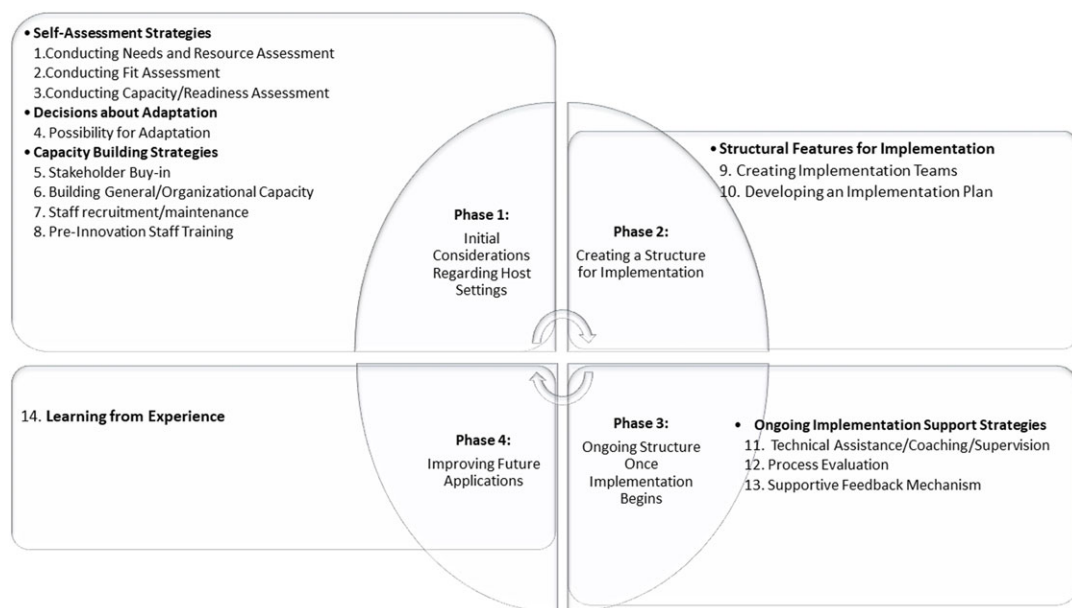 • Self-Assessment Strategies
1.Conducting Needs and Resource Assessment
2.Conducting Fit Assessment
3.Conducting Capacity/Readiness Assessment
• Decisions about Adaptation
4. Possibility for Adaptation
• Capacity Building Strategies
5. Stakeholder Buy-in
6. Building General/Organizational Capacity
7. Staff recruitment/maintenance
8. Pre-Innovation Staff Training
Phase 1:
Initial
Considerations
Regarding Host
Settings
• Structural Features for Implementation
9. Creating Implementation Teams
10. Developing an Implementation Plan
Phase 2:
Creating a Structure
for Implementation
14. Learning from Experience
Phase 4:
Improving Future
Applications
Phase 3:
Ongoing Structure
Once
Implementation
Begins
• Ongoing Implementation Support Strategies
11. Technical Assistance/Coaching/Supervision
12. Process Evaluation
13. Supportive Feedback Mechanism